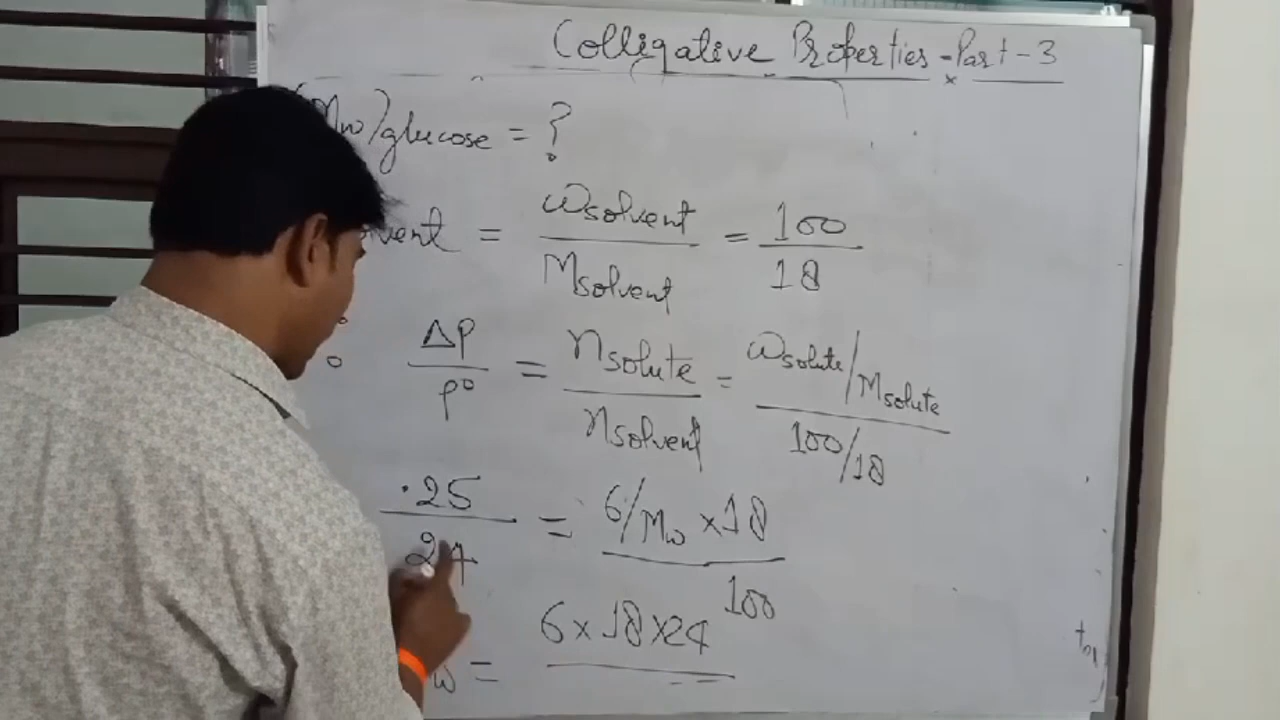 Colligative Properties - Part - 3
Mw)glucose = ?
vent = Wsolvent / Msolvent = 100 / 18
ΔP / P° = nsolute / nsolvent = Wsolute/Msolute / 100/18
.25 / 24 = 6/Mw × 18 / 100
w = 6 × 18 × 24